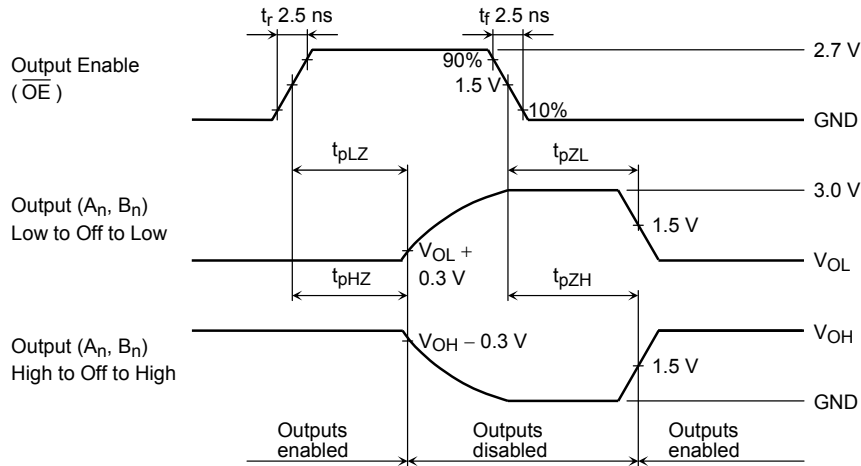 tr 2.5 ns
tf 2.5 ns
Output Enable
( OE )
90%
1.5 V
10%
2.7 V
GND
tpLZ
tpZL
3.0 V
Output (An, Bn)
Low to Off to Low
1.5 V
VOL +
0.3 V
VOL
tpHZ
tpZH
VOH
Output (An, Bn)
High to Off to High
VOH − 0.3 V
1.5 V
GND
Outputs
enabled
Outputs
disabled
Outputs
enabled